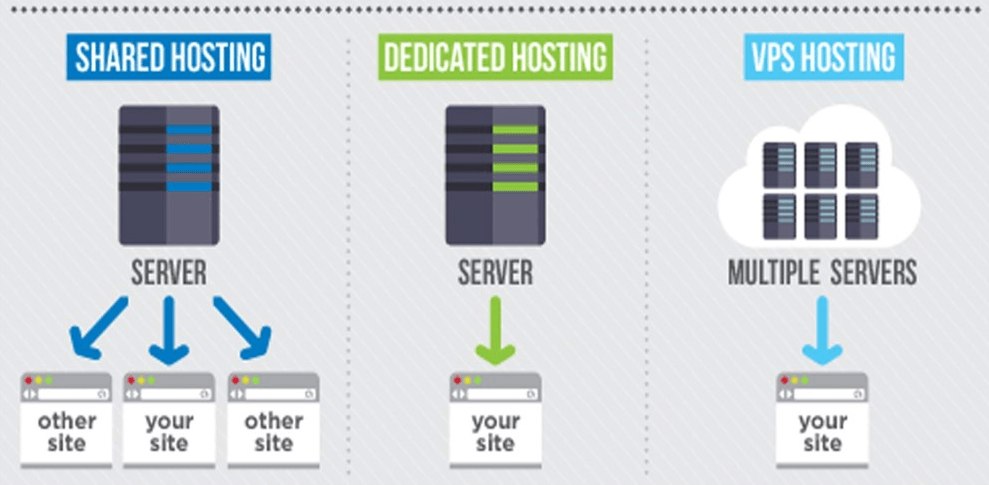 SHARED HOSTING
SERVER
other
site
your
site
other
site
DEDICATED HOSTING
SERVER
your
site
VPS HOSTING
MULTIPLE SERVERS
your
site